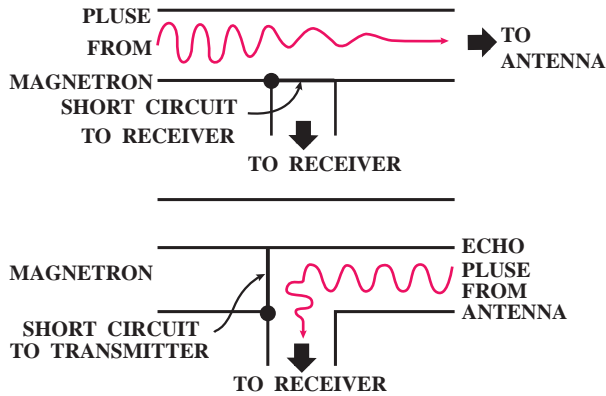 PLUSE
FROM
MAGNETRON
TO
ANTENNA
SHORT CIRCUIT
TO RECEIVER
TO RECEIVER
MAGNETRON
ECHO
PLUSE
FROM
ANTENNA
SHORT CIRCUIT
TO TRANSMITTER
TO RECEIVER